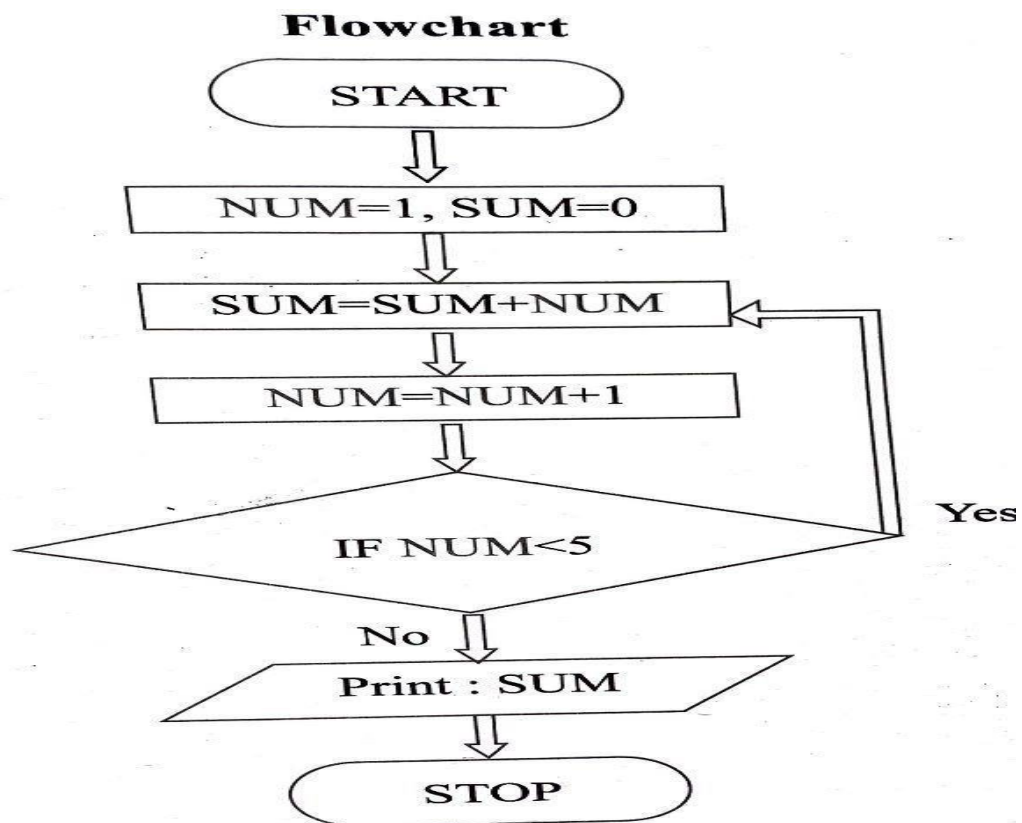 Flowchart
START
NUM=1, SUM=0
SUM=SUM+NUM
NUM=NUM+1
IF NUM<5
Yes
No
Print : SUM
STOP